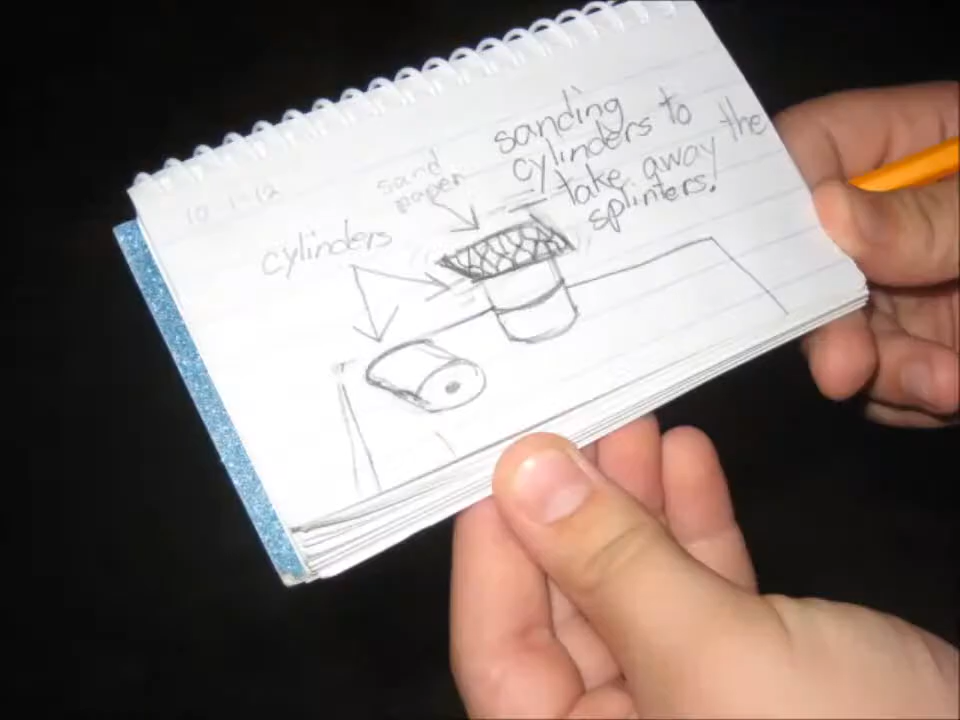 10 1 12
sand
paper
cylinders
sanding
cylinders to
take away the
splinters!